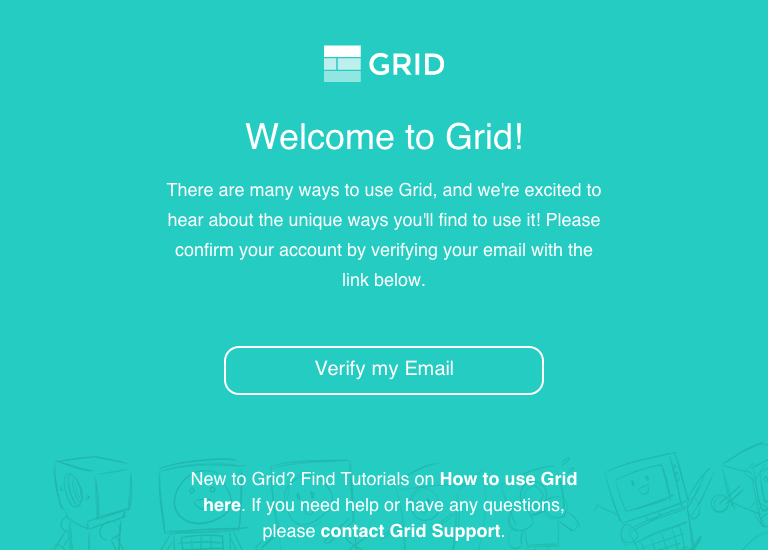 GRID
Welcome to Grid!
There are many ways to use Grid, and we're excited to
hear about the unique ways you'll find to use it! Please
confirm your account by verifying your email with the
link below.
Verify my Email
New to Grid? Find Tutorials on How to use Grid
here. If you need help or have any questions,
please contact Grid Support.